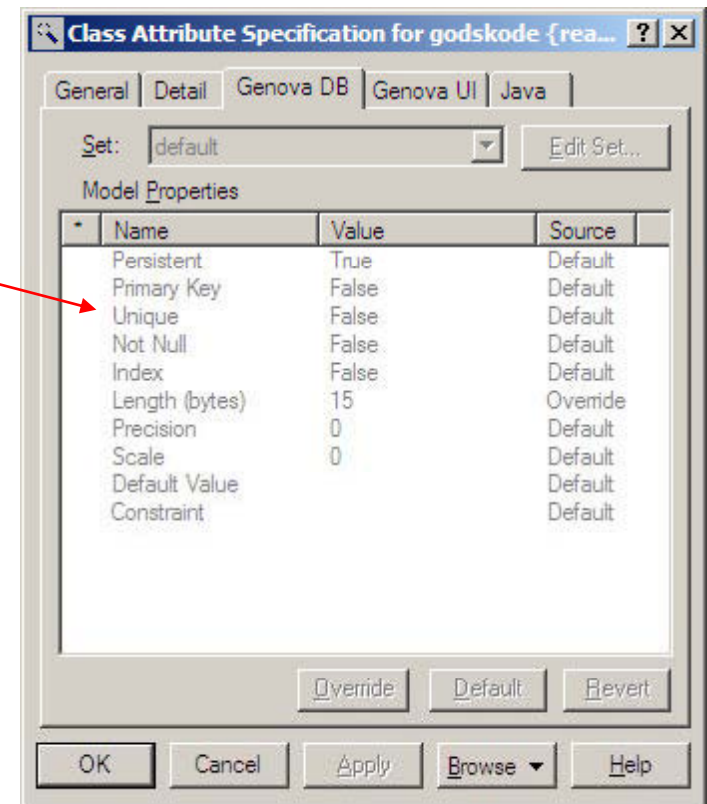 Class Attribute Specification for godskode {rea...
General Detail Genova DB Genova UI Java
Set: default Edit Set...
Model Properties
* Name Value Source
Persistent True Default
Primary Key False Default
Unique False Default
Not Null False Default
Index False Default
Length (bytes) 15 Override
Precision 0 Default
Scale 0 Default
Default Value Default
Constraint Default
Override Default Revert
OK Cancel Apply Browse Help